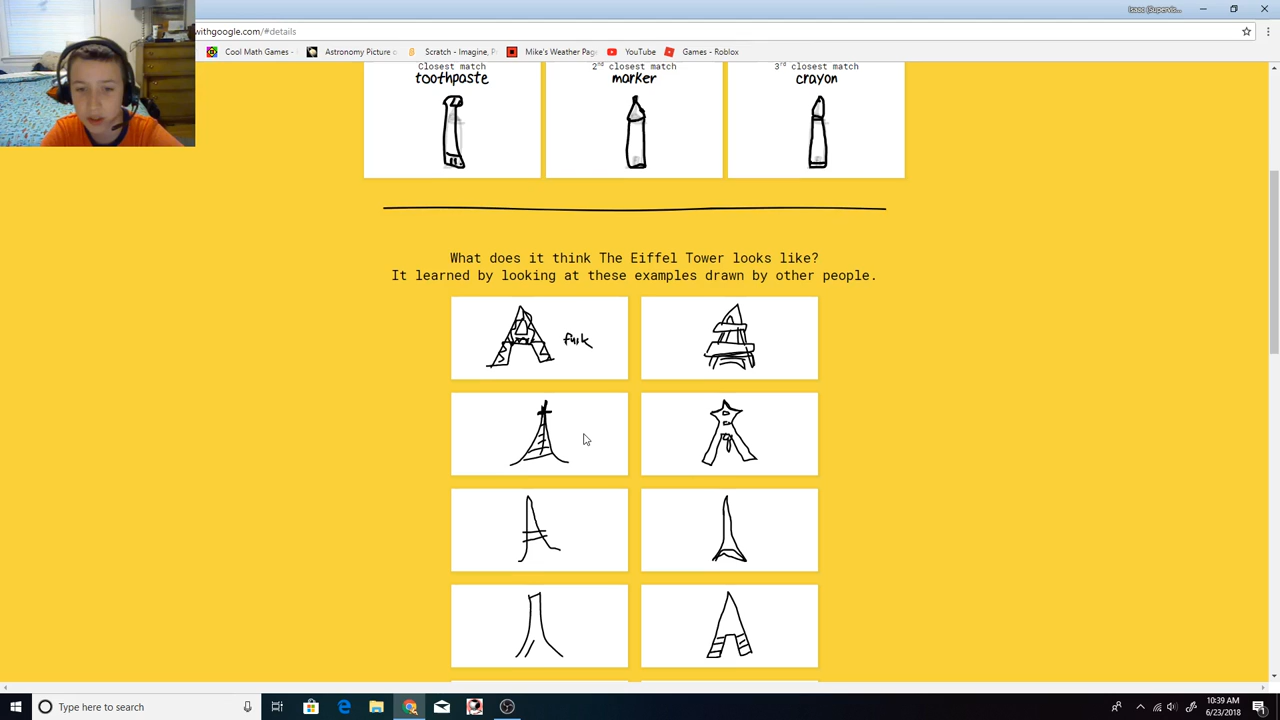 Isaac (Supervis...
withgoogle.com/#details
Cool Math Games -
Astronomy Picture o
Scratch - Imagine, P
Mike's Weather Page
YouTube
Games - Roblox
Closest match
toothpaste
2nd closest match
marker
3rd closest match
crayon
What does it think The Eiffel Tower looks like?
It learned by looking at these examples drawn by other people.
Type here to search
10:39 AM
6/23/2018
1